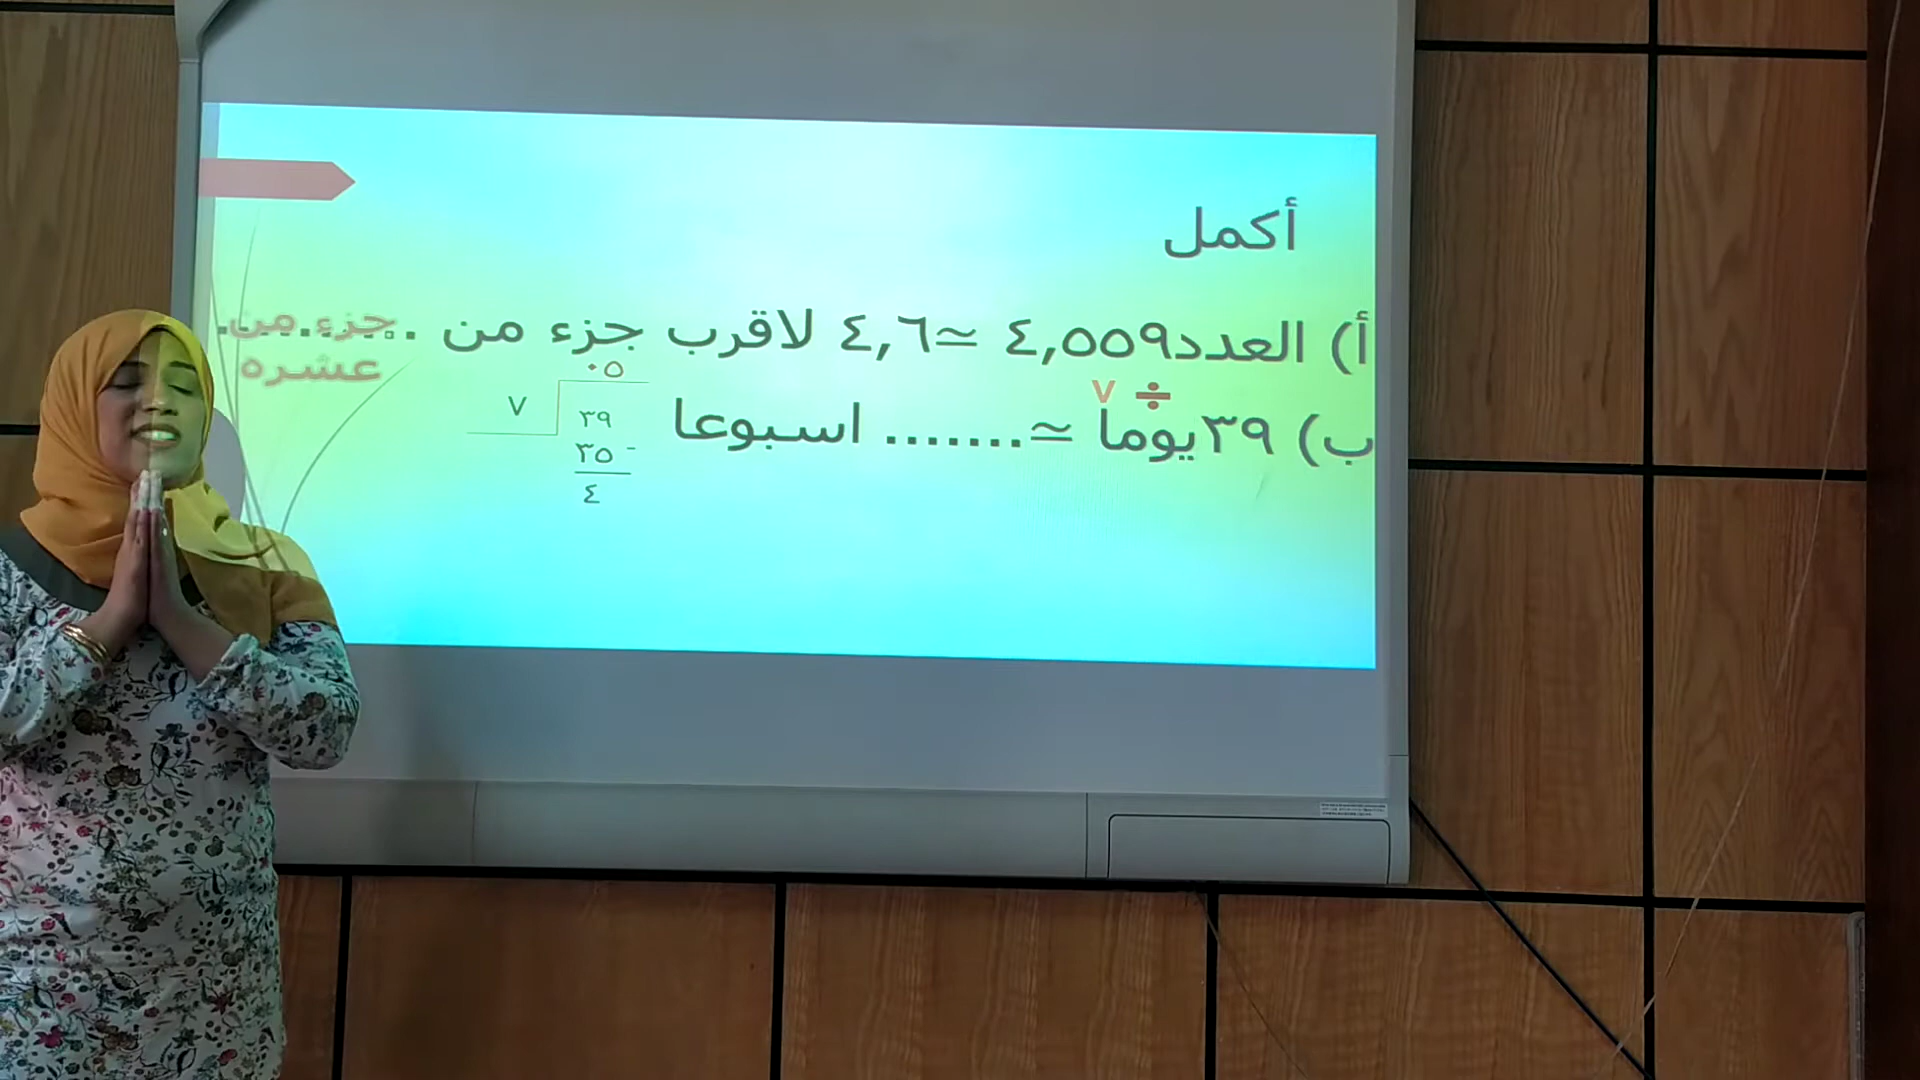 أكمل
أ) العدد٤,٥٥٩ ≃ ٤,٦ لاقرب جزء من .........
جزء من
عشره
÷ ٧
ب) ٣٩يوما ≃....... اسبوعا
٠٥
٧
٣٩
٣٥ -
٤